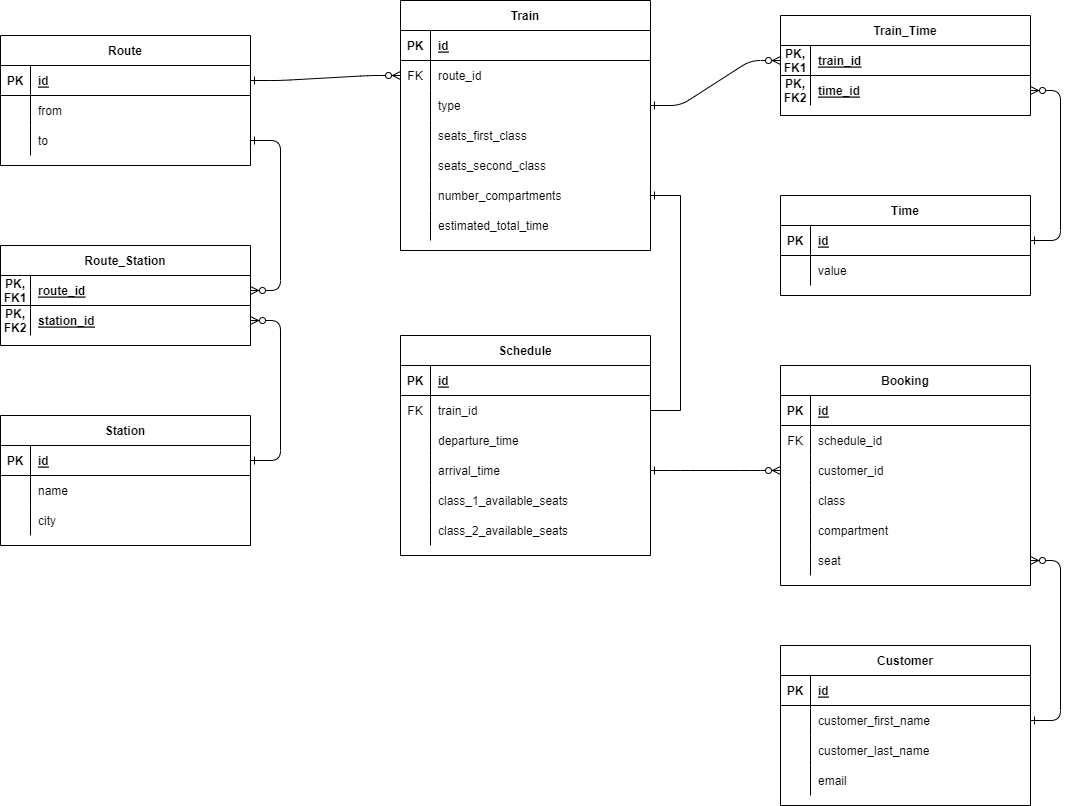 Route
PK id
from
to
Route_Station
PK,
FK1 route_id
PK,
FK2 station_id
Station
PK id
name
city
Train
PK id
FK route_id
type
seats_first_class
seats_second_class
number_compartments
estimated_total_time
Schedule
PK id
FK train_id
departure_time
arrival_time
class_1_available_seats
class_2_available_seats
Train_Time
PK,
FK1 train_id
PK,
FK2 time_id
Time
PK id
value
Booking
PK id
FK schedule_id
customer_id
class
compartment
seat
Customer
PK id
customer_first_name
customer_last_name
email